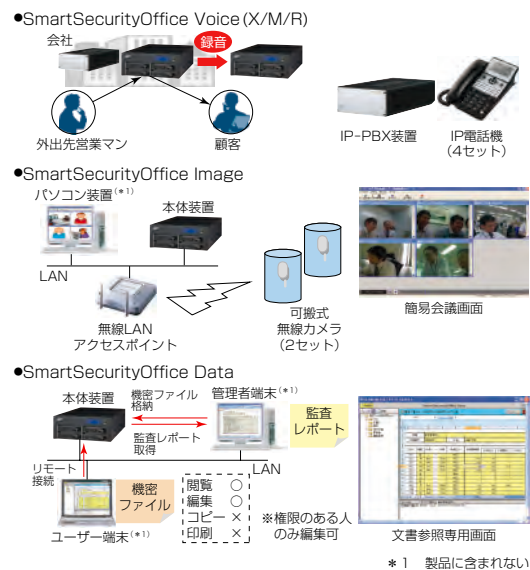 ●SmartSecurityOffice Voice(X/M/R)
会社
録音
外出先営業マン
顧客
IP-PBX装置
IP電話機
(4セット)
●SmartSecurityOffice Image
パソコン装置(*1)
本体装置
LAN
無線LAN
アクセスポイント
可搬式
無線カメラ
(2セット)
簡易会議画面
●SmartSecurityOffice Data
本体装置
機密ファイル
格納
管理者端末(*1)
監査
レポート
監査レポート
取得
LAN
リモート
接続
機密
ファイル
閲覧 ○
編集 ○
コピー ×
印刷 ×
※権限のある人
のみ編集可
ユーザー端末(*1)
文書参照専用画面
*1 製品に含まれない